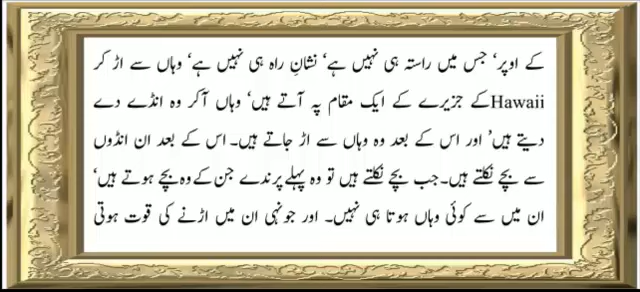 کے اوپر‘ جس میں راستہ ہی نہیں ہے‘ نشانِ راہ ہی نہیں ہے‘ وہاں سے اڑ کر
Hawaii کے جزیرے کے ایک مقام پہ آتے ہیں‘ وہاں آکر وہ انڈے دے
دیتے ہیں‘ اور اس کے بعد وہ وہاں سے اڑ جاتے ہیں۔ اس کے بعد ان انڈوں
سے بچے نکلتے ہیں۔ جب بچے نکلتے ہیں تو وہ پہلے پرندے جن کے وہ بچے ہوتے ہیں‘
ان میں سے کوئی وہاں ہوتا ہی نہیں۔ اور جونہی ان میں اڑنے کی قوت ہوتی